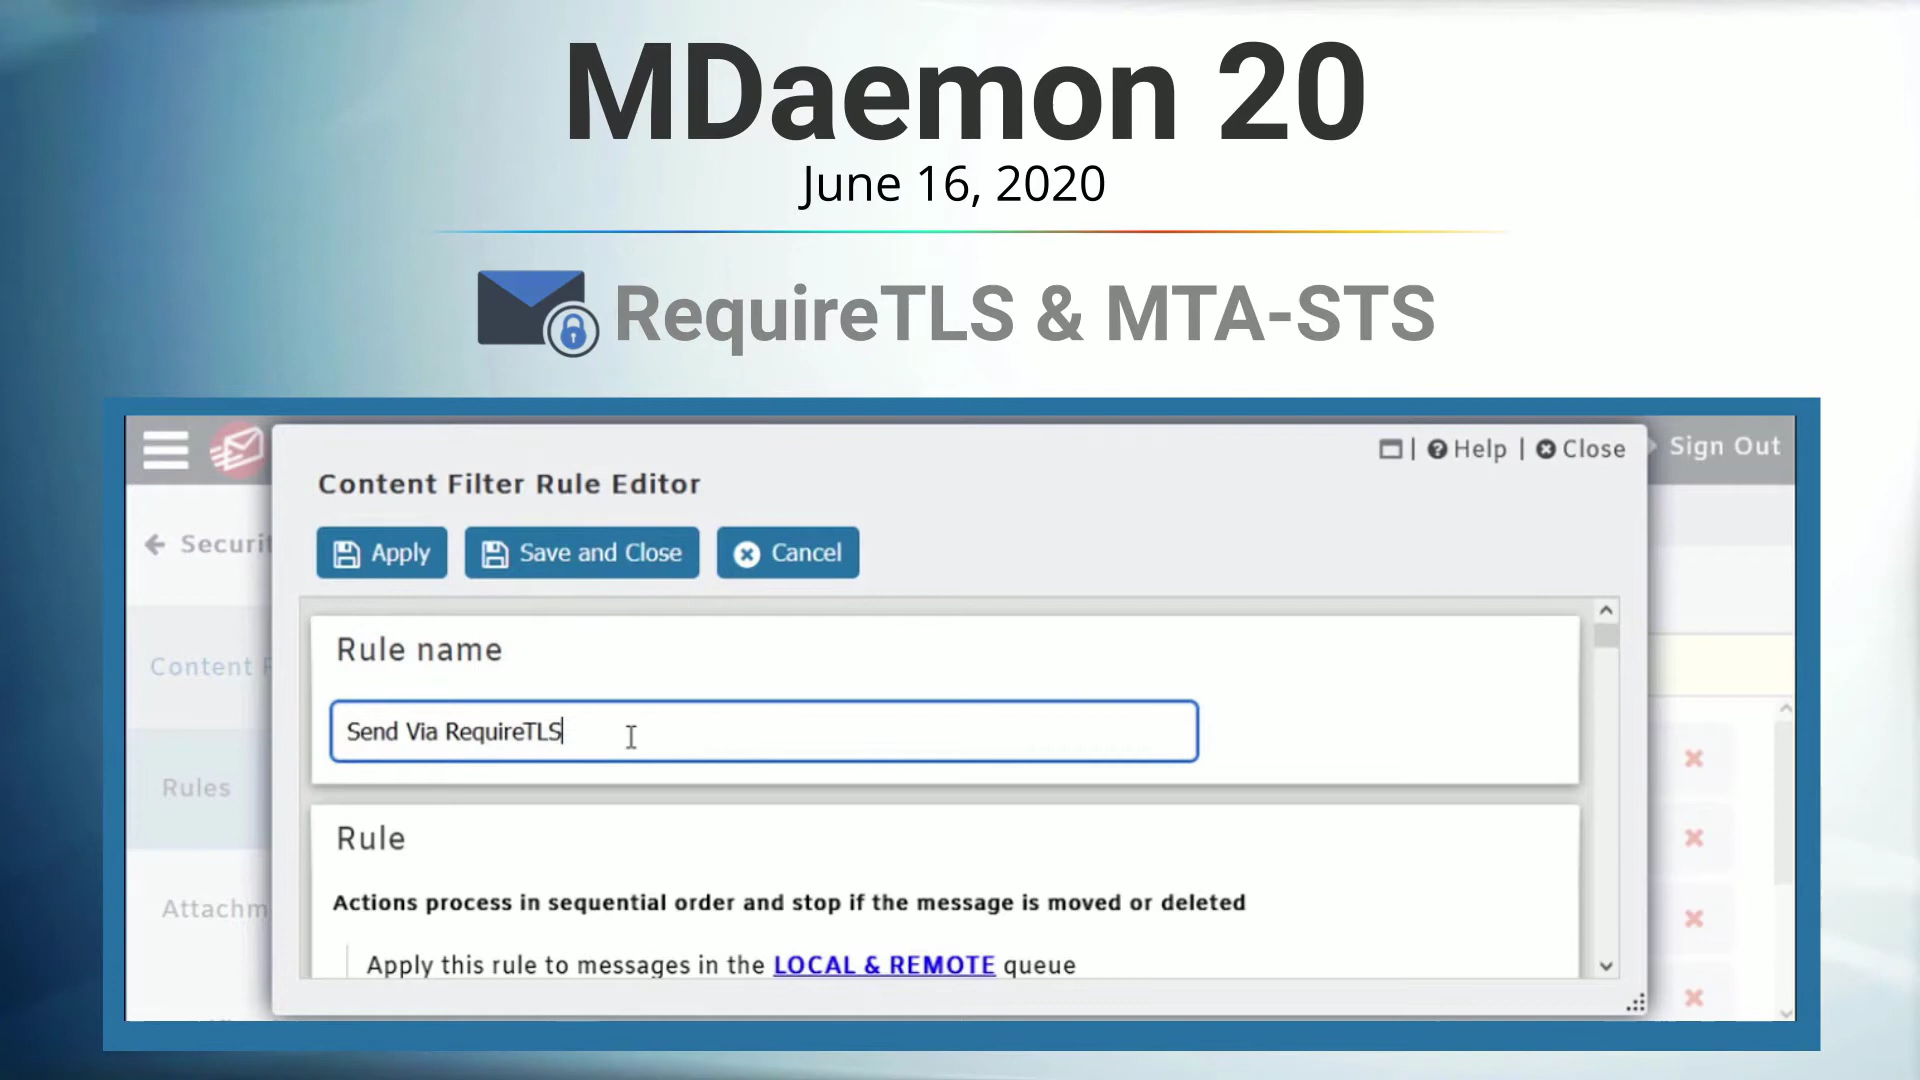 MDaemon 20
June 16, 2020
RequireTLS & MTA-STS
Help | Close
Sign Out
Content Filter Rule Editor
Securit
Apply
Save and Close
Cancel
Rule name
Content F
Send Via RequireTLS
Rules
Rule
Attachm
Actions process in sequential order and stop if the message is moved or deleted
Apply this rule to messages in the LOCAL & REMOTE queue